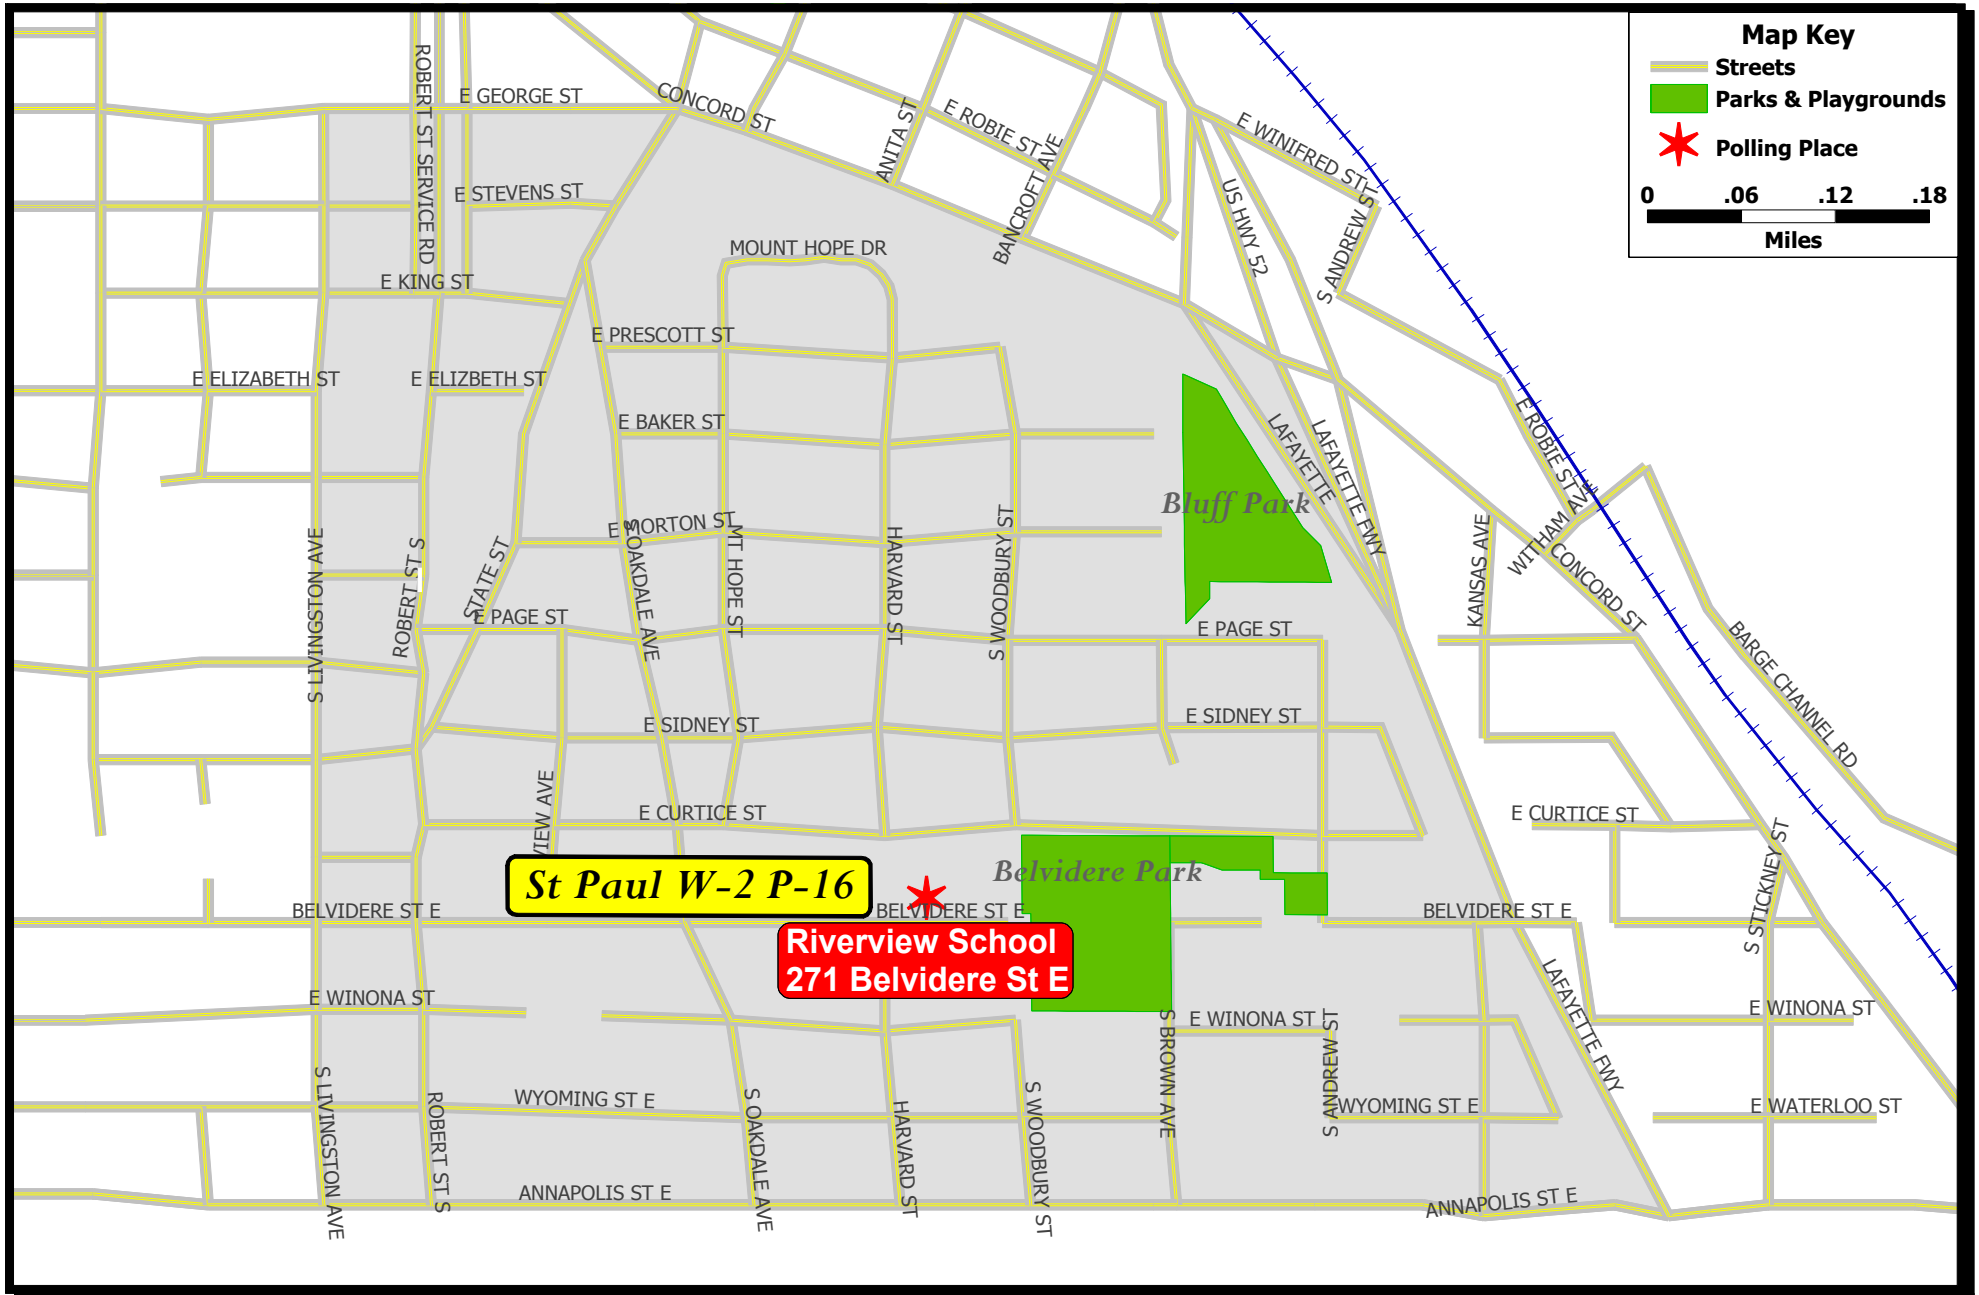 Map Key
Streets
Parks & Playgrounds
Polling Place
0 .06 .12 .18
Miles
ROBERT ST SERVICE RD
E GEORGE ST
CONCORD ST
ANITA ST
E ROBIE ST
BANCROFT AVE
E WINIFRED ST
US HWY 52
S ANDREW ST
E STEVENS ST
MOUNT HOPE DR
E KING ST
E PRESCOTT ST
E ELIZABETH ST
E ELIZBETH ST
E BAKER ST
LAFAYETTE
LAFAYETTE FWY
E ROBIE ST
Bluff Park
S LIVINGSTON AVE
ROBERT ST S
STATE ST
E MORTON ST
S OAKDALE AVE
MT HOPE ST
HARVARD ST
S WOODBURY ST
KANSAS AVE
WITHAM AVE
CONCORD ST
BARGE CHANNEL RD
E PAGE ST
E PAGE ST
E SIDNEY ST
E SIDNEY ST
VIEW AVE
E CURTICE ST
E CURTICE ST
S STICKNEY ST
Belvidere Park
St Paul W-2 P-16
BELVIDERE ST E
BELVIDERE ST E
BELVIDERE ST E
Riverview School
271 Belvidere St E
LAFAYETTE FWY
E WINONA ST
E WINONA ST
E WINONA ST
S BROWN AVE
S ANDREW ST
S LIVINGSTON AVE
ROBERT ST S
WYOMING ST E
S OAKDALE AVE
HARVARD ST
S WOODBURY ST
WYOMING ST E
E WATERLOO ST
ANNAPOLIS ST E
ANNAPOLIS ST E